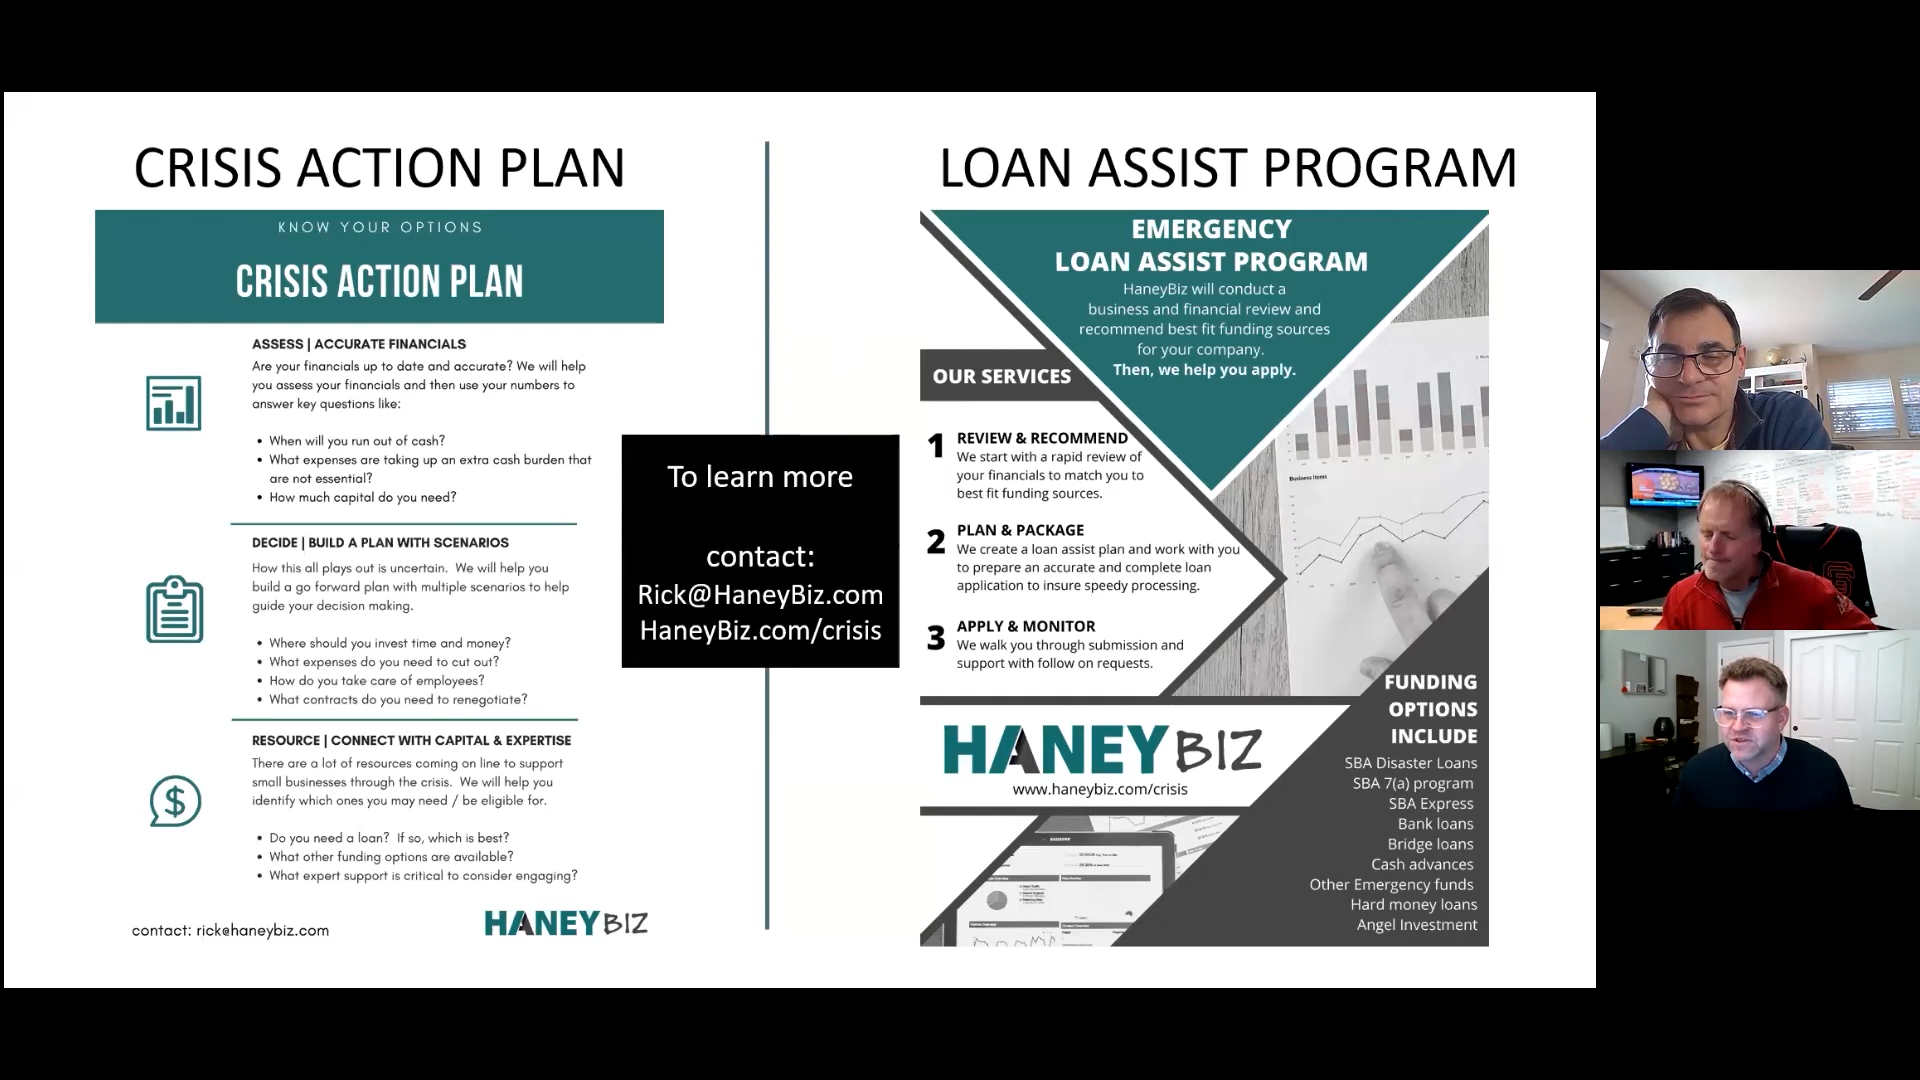 CRISIS ACTION PLAN
KNOW YOUR OPTIONS
CRISIS ACTION PLAN
ASSESS | ACCURATE FINANCIALS
Are your financials up to date and accurate? We will help
you assess your financials and then use your numbers to
answer key questions like:
• When will you run out of cash?
• What expenses are taking up an extra cash burden that
are not essential?
• How much capital do you need?
DECIDE | BUILD A PLAN WITH SCENARIOS
How this all plays out is uncertain. We will help you
build a go forward plan with multiple scenarios to help
guide your decision making.
• Where should you invest time and money?
• What expenses do you need to cut out?
• How do you take care of employees?
• What contracts do you need to renegotiate?
RESOURCE | CONNECT WITH CAPITAL & EXPERTISE
There are a lot of resources coming on line to support
small businesses through the crisis. We will help you
identify which ones you may need / be eligible for.
• Do you need a loan? If so, which is best?
• What other funding options are available?
• What expert support is critical to consider engaging?
contact: rick@haneybiz.com
HANEYBIZ
To learn more
contact:
Rick@HaneyBiz.com
HaneyBiz.com/crisis
LOAN ASSIST PROGRAM
EMERGENCY
LOAN ASSIST PROGRAM
HaneyBiz will conduct a
business and financial review and
recommend best fit funding sources
for your company.
Then, we help you apply.
OUR SERVICES
1 REVIEW & RECOMMEND
We start with a rapid review of
your financials to match you to
best fit funding sources.
2 PLAN & PACKAGE
We create a loan assist plan and work with you
to prepare an accurate and complete loan
application to insure speedy processing.
3 APPLY & MONITOR
We walk you through submission and
support with follow on requests.
Business Items
HANEYBIZ
www.haneybiz.com/crisis
FUNDING
OPTIONS
INCLUDE
SBA Disaster Loans
SBA 7(a) program
SBA Express
Bank loans
Bridge loans
Cash advances
Other Emergency funds
Hard money loans
Angel Investment